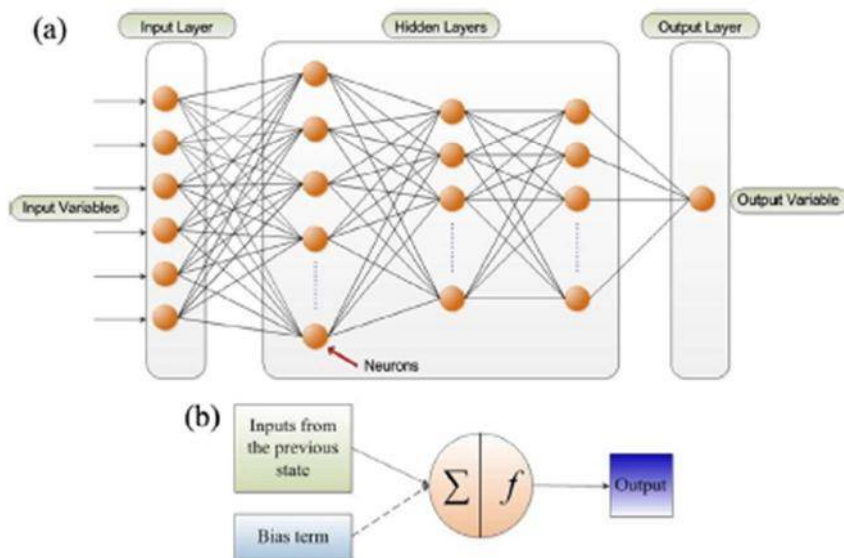 (a)
Input Layer
Hidden Layers
Output Layer
Input Variables
Output Variable
Neurons
(b)
Inputs from
the previous
state
Σ f
Output
Bias term